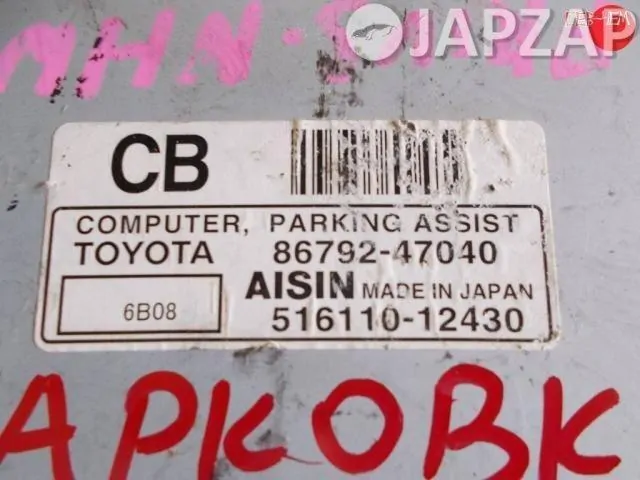 JAPZAP
CB
COMPUTER, PARKING ASSIST
TOYOTA 86792-47040
6B08
AISIN MADE IN JAPAN
516110-12430
АРКОВК